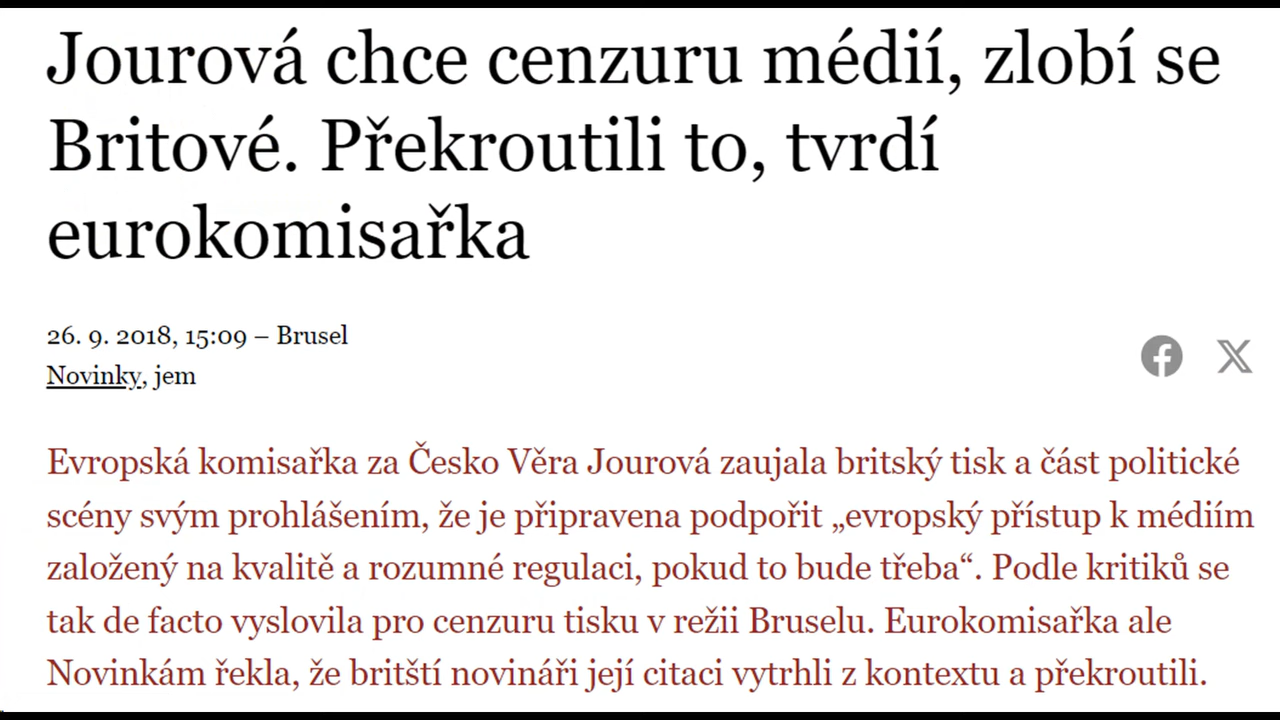 Jourová chce cenzuru médií, zlobí se
Britové. Překroutili to, tvrdí
eurokomisařka
26. 9. 2018, 15:09 – Brusel
Novinky, jem
Evropská komisařka za Česko Věra Jourová zaujala britský tisk a část politické
scény svým prohlášením, že je připravena podpořit „evropský přístup k médiím
založený na kvalitě a rozumné regulaci, pokud to bude třeba“. Podle kritiků se
tak de facto vyslovila pro cenzuru tisku v režii Bruselu. Eurokomisařka ale
Novinkám řekla, že britští novináři její citaci vytrhli z kontextu a překroutili.